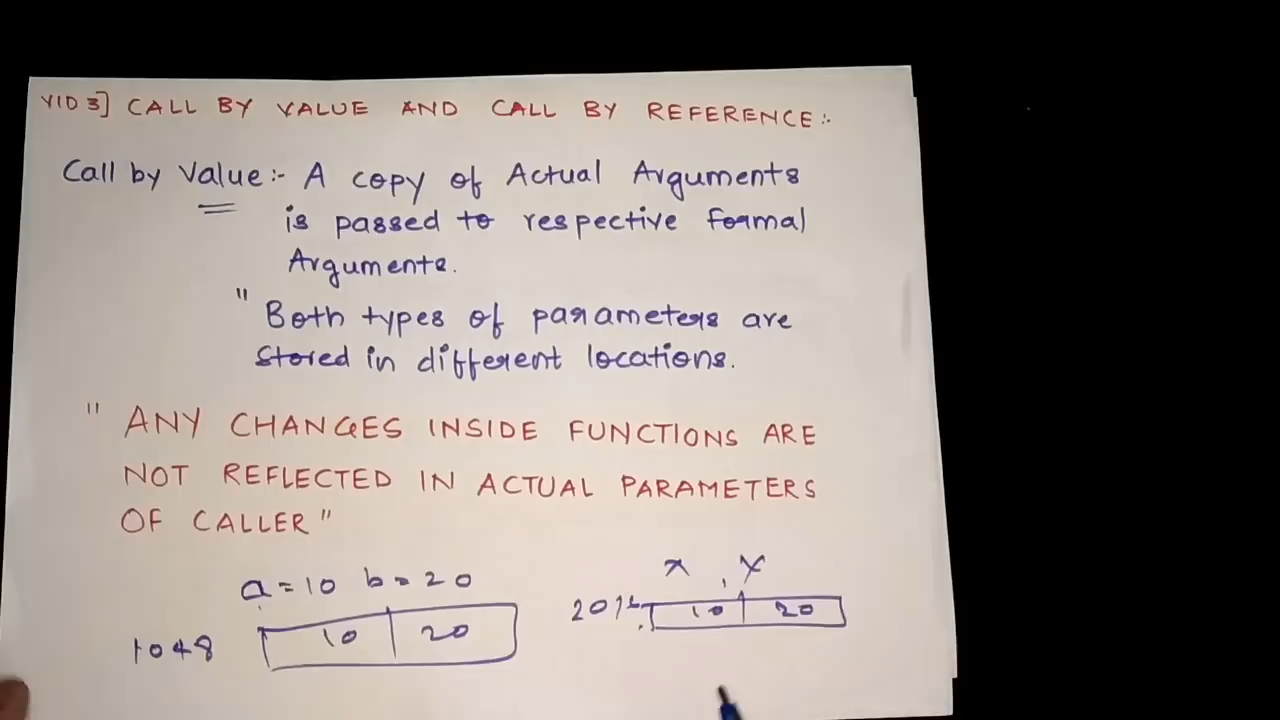 VID 3] CALL BY VALUE AND CALL BY REFERENCE :-
Call by Value :- A copy of Actual Arguments
is passed to respective formal
Arguments.
" Both types of parameters are
stored in different locations.
" ANY CHANGES INSIDE FUNCTIONS ARE
NOT REFLECTED IN ACTUAL PARAMETERS
OF CALLER "
a = 10 b = 20
1048 10 20
x , y
10 20